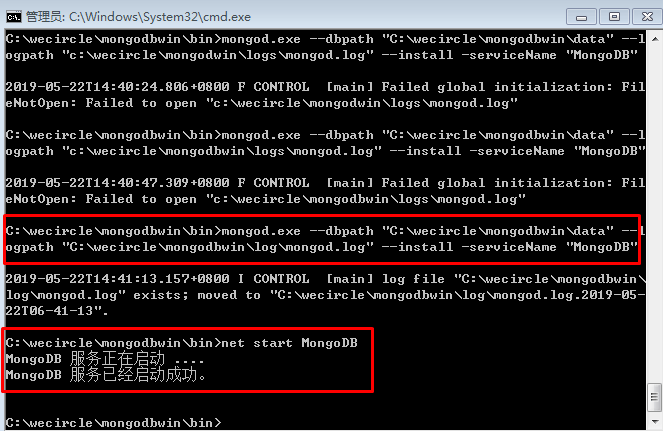 管理员: C:\Windows\System32\cmd.exe
C:\wecircle\mongodbwin\bin>mongod.exe --dbpath "C:\wecircle\mongodbwin\data" --l
ogpath "c:\wecircle\mongodwin\logs\mongod.log" --install -serviceName "MongoDB"
2019-05-22T14:40:24.806+0800 F CONTROL  [main] Failed global initialization: Fil
eNotOpen: Failed to open "c:\wecircle\mongodwin\logs\mongod.log"
C:\wecircle\mongodbwin\bin>mongod.exe --dbpath "C:\wecircle\mongodbwin\data" --l
ogpath "c:\wecircle\mongodbwin\logs\mongod.log" --install -serviceName "MongoDB"
2019-05-22T14:40:47.309+0800 F CONTROL  [main] Failed global initialization: Fil
eNotOpen: Failed to open "c:\wecircle\mongodbwin\logs\mongod.log"
C:\wecircle\mongodbwin\bin>mongod.exe --dbpath "C:\wecircle\mongodbwin\data" --l
ogpath "C:\wecircle\mongodbwin\log\mongod.log" --install -serviceName "MongoDB"
2019-05-22T14:41:13.157+0800 I CONTROL  [main] log file "C:\wecircle\mongodbwin\
log\mongod.log" exists; moved to "C:\wecircle\mongodbwin\log\mongod.log.2019-05-
22T06-41-13".
C:\wecircle\mongodbwin\bin>net start MongoDB
MongoDB 服务正在启动 ....
MongoDB 服务已经启动成功。
C:\wecircle\mongodbwin\bin>